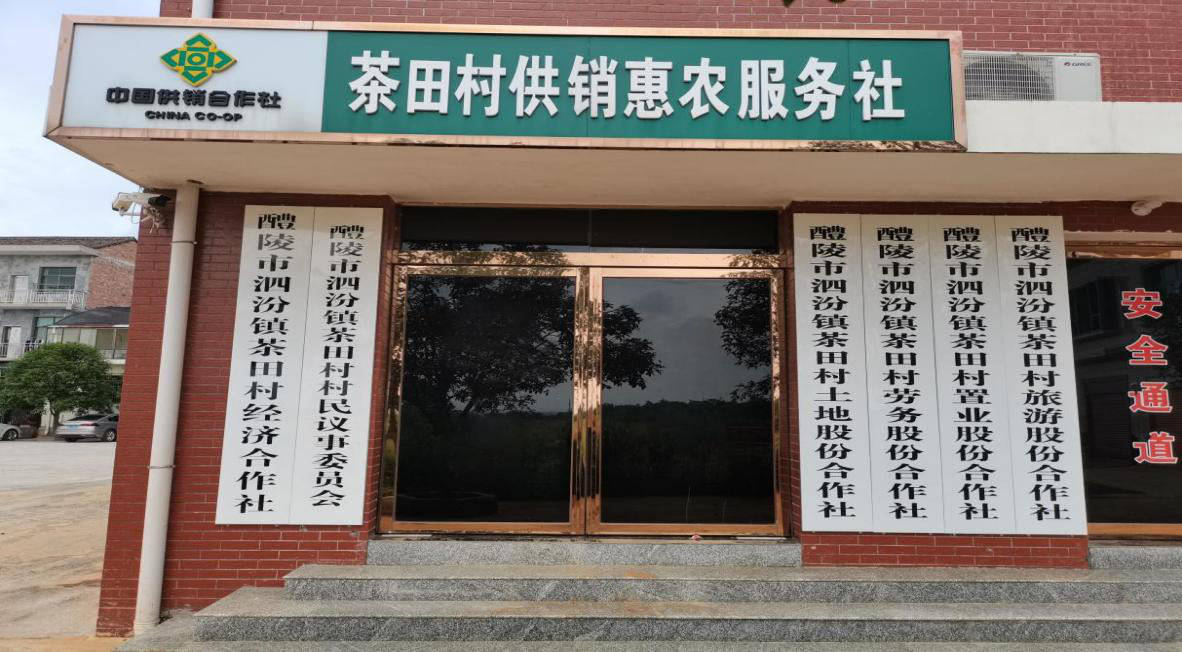 中国供销合作社
CHINA CO-OP
茶田村供销惠农服务社
GREE
醴陵市泗汾镇茶田村经济合作社
醴陵市泗汾镇茶田村村民议事委员会
醴陵市泗汾镇茶田村土地股份合作社
醴陵市泗汾镇茶田村劳务股份合作社
醴陵市泗汾镇茶田村置业股份合作社
醴陵市泗汾镇茶田村旅游股份合作社
安全通道